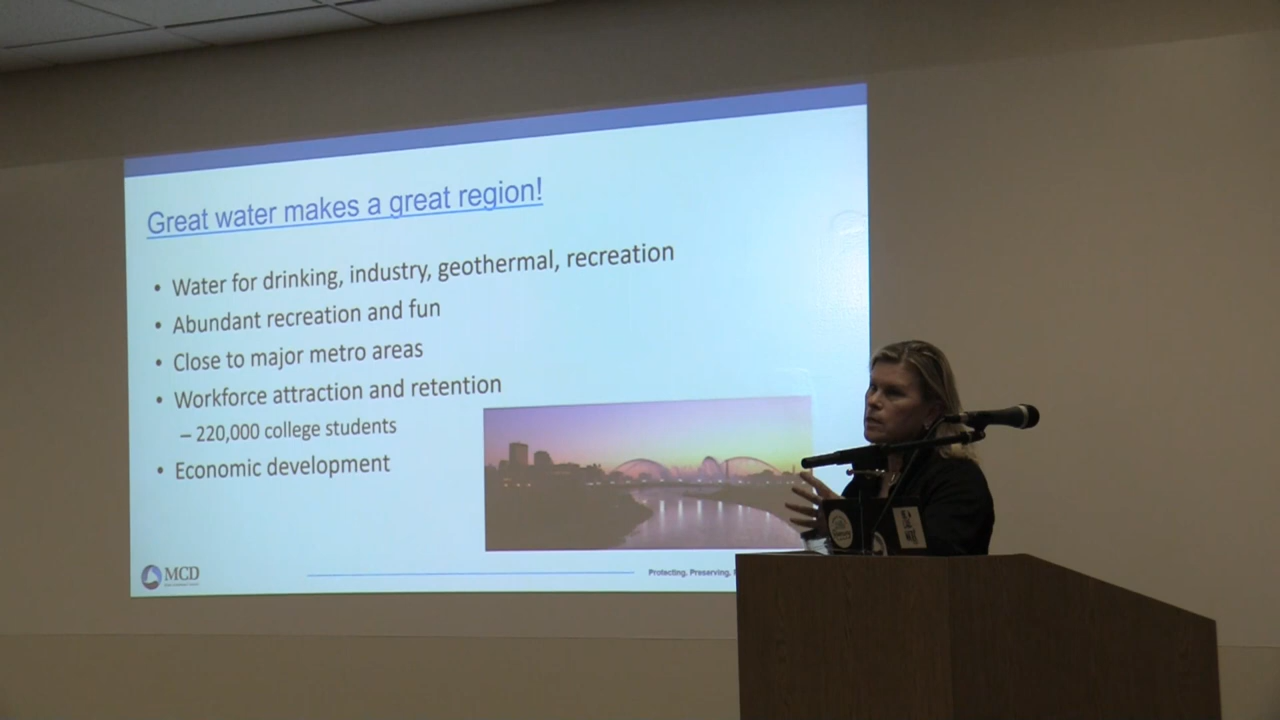 Great water makes a great region!
• Water for drinking, industry, geothermal, recreation
• Abundant recreation and fun
• Close to major metro areas
• Workforce attraction and retention
– 220,000 college students
• Economic development
MCD
Protecting. Preserving.